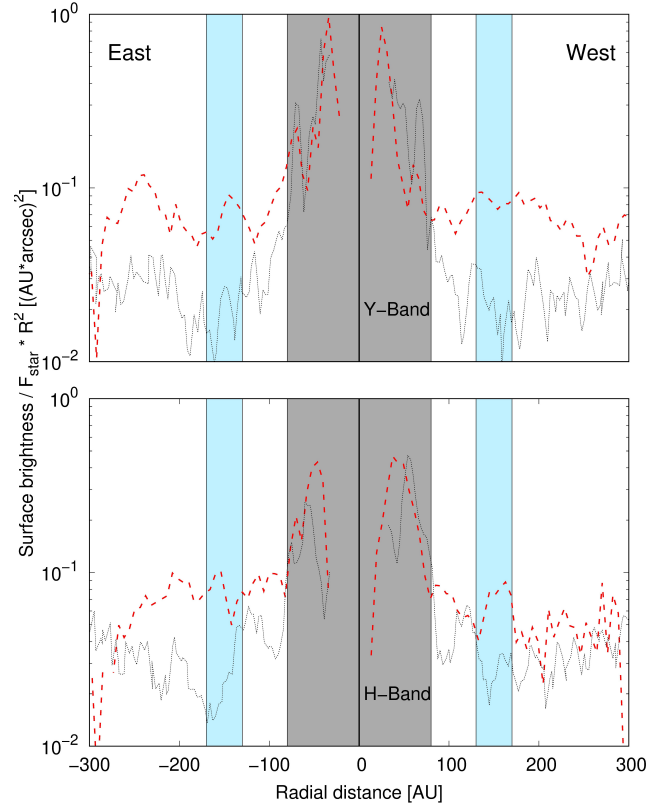 10^0
East
West
10^-1
Y-Band
10^-2
10^0
10^-1
H-Band
10^-2
-300
-200
-100
0
100
200
300
Radial distance [AU]
Surface brightness / F_star * R^2 [(AU*arcsec)^2]